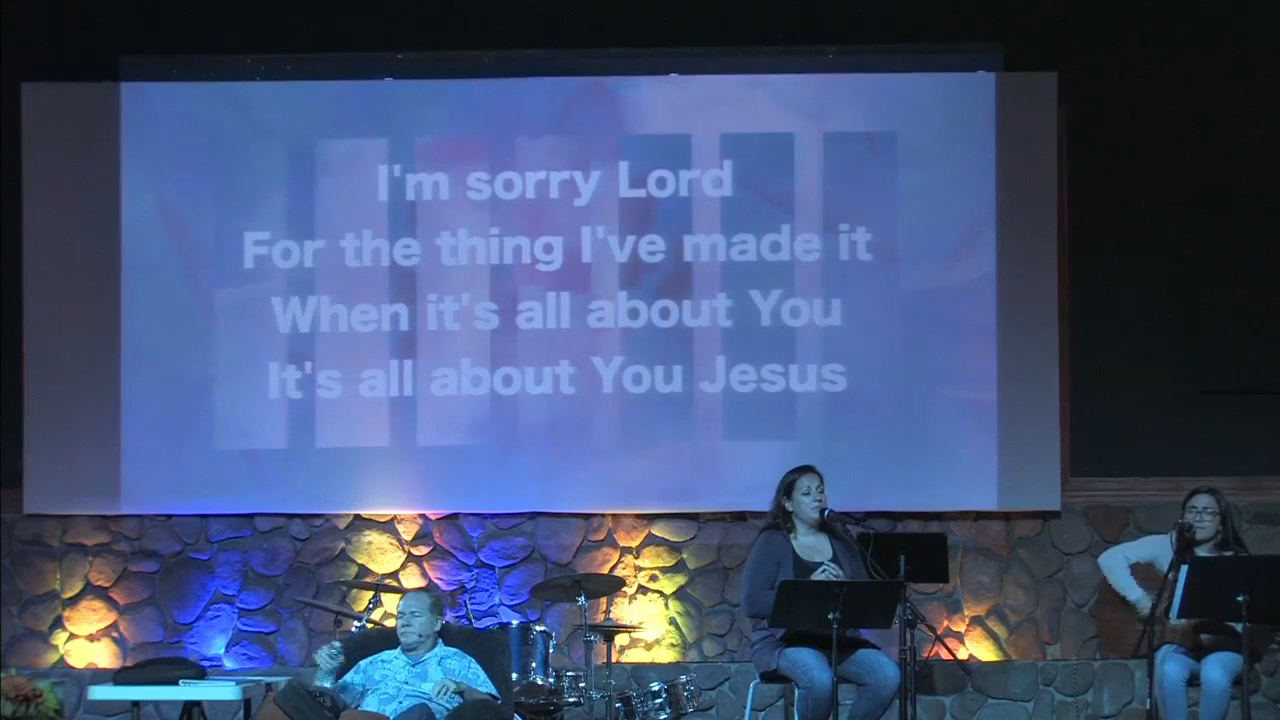 I'm sorry Lord
For the thing I've made it
When it's all about You
It's all about You Jesus